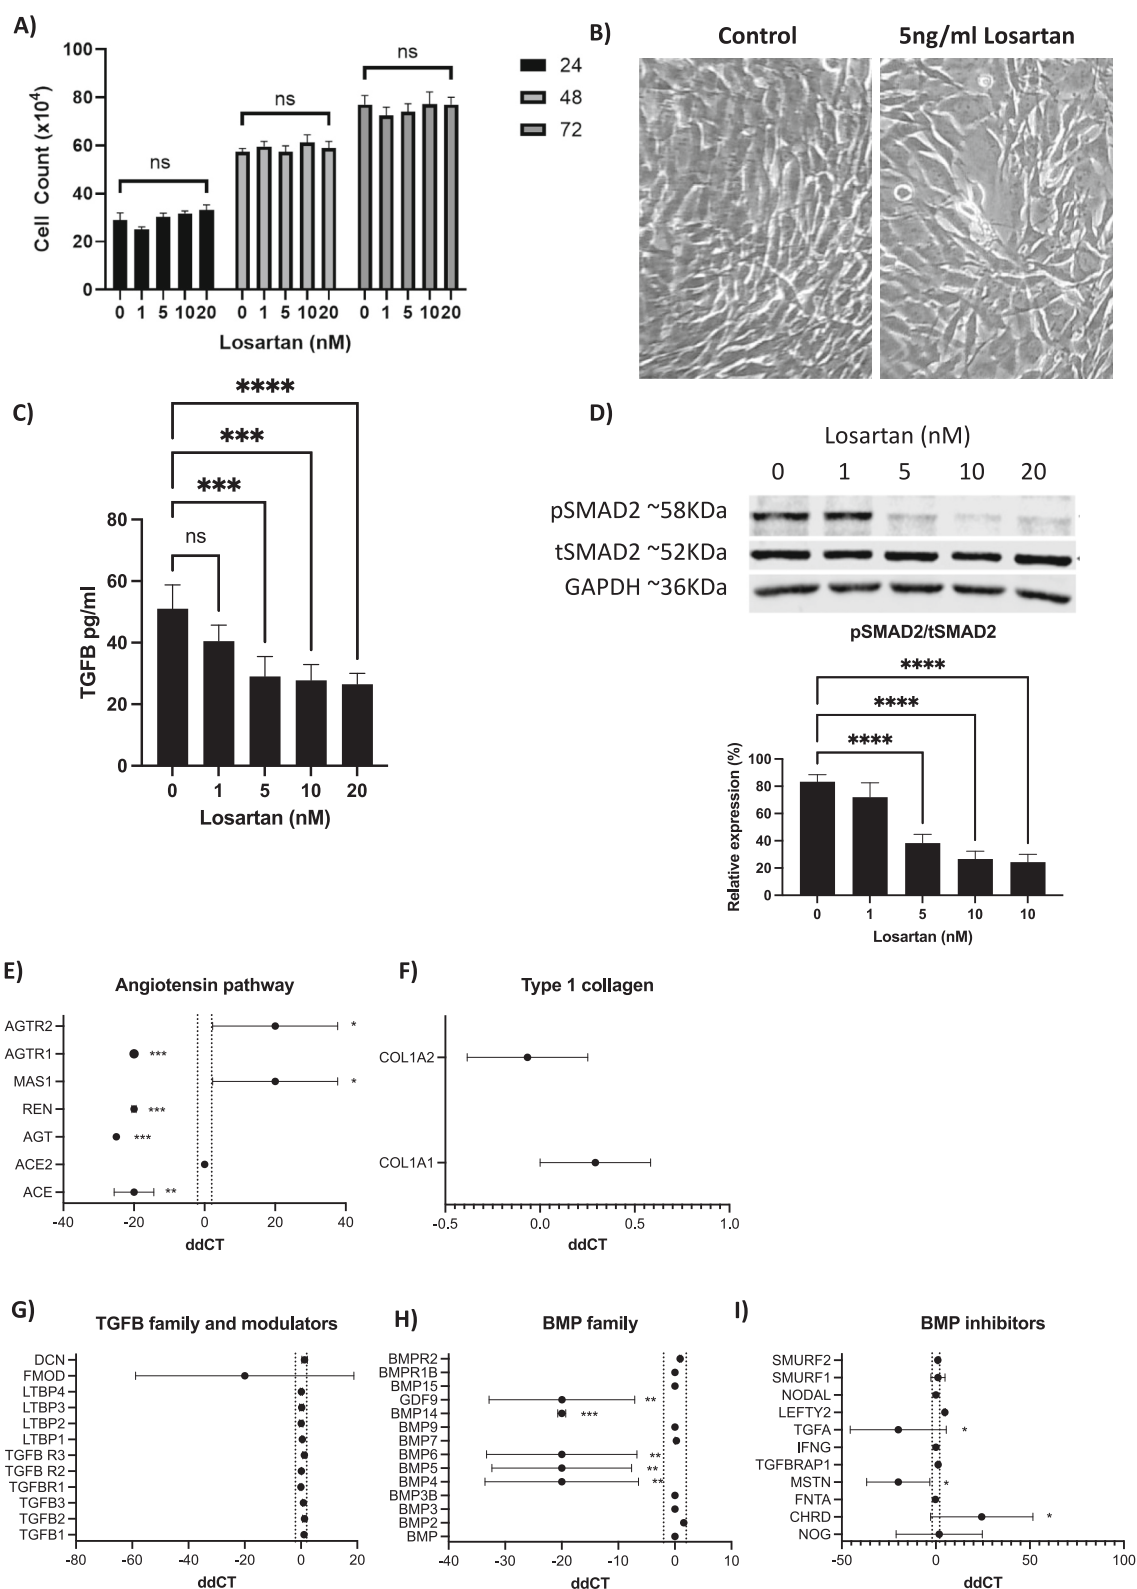 A)
100
80
60
40
20
0
Cell Count (x10⁴)
ns
ns
ns
0 1 5 10 20 0 1 5 10 20 0 1 5 10 20
Losartan (nM)
24
48
72
B)
Control
5ng/ml Losartan
C)
****
***
***
ns
80
60
40
20
0
TGFB pg/ml
0 1 5 10 20
Losartan (nM)
D)
Losartan (nM)
0 1 5 10 20
pSMAD2 ~58KDa
tSMAD2 ~52KDa
GAPDH ~36KDa
pSMAD2/tSMAD2
****
****
****
100
80
60
40
20
0
Relative expression (%)
0 1 5 10 10
Losartan (nM)
E)
Angiotensin pathway
AGTR2 *
AGTR1 ***
MAS1 *
REN ***
AGT ***
ACE2
ACE **
-40 -20 0 20 40
ddCT
F)
Type 1 collagen
COL1A2
COL1A1
-0.5 0.0 0.5 1.0
ddCT
G)
TGFB family and modulators
DCN
FMOD
LTBP4
LTBP3
LTBP2
LTBP1
TGFB R3
TGFB R2
TGFBR1
TGFB3
TGFB2
TGFB1
-80 -60 -40 -20 0 20
ddCT
H)
BMP family
BMPR2
BMPR1B
BMP15
GDF9 **
BMP14 ***
BMP9
BMP7
BMP6 **
BMP5 **
BMP4 **
BMP3B
BMP3
BMP2
BMP
-40 -30 -20 -10 0 10
ddCT
I)
BMP inhibitors
SMURF2
SMURF1
NODAL
LEFTY2
TGFA *
IFNG
TGFBRAP1
MSTN *
FNTA
CHRD *
NOG
-50 0 50 100
ddCT